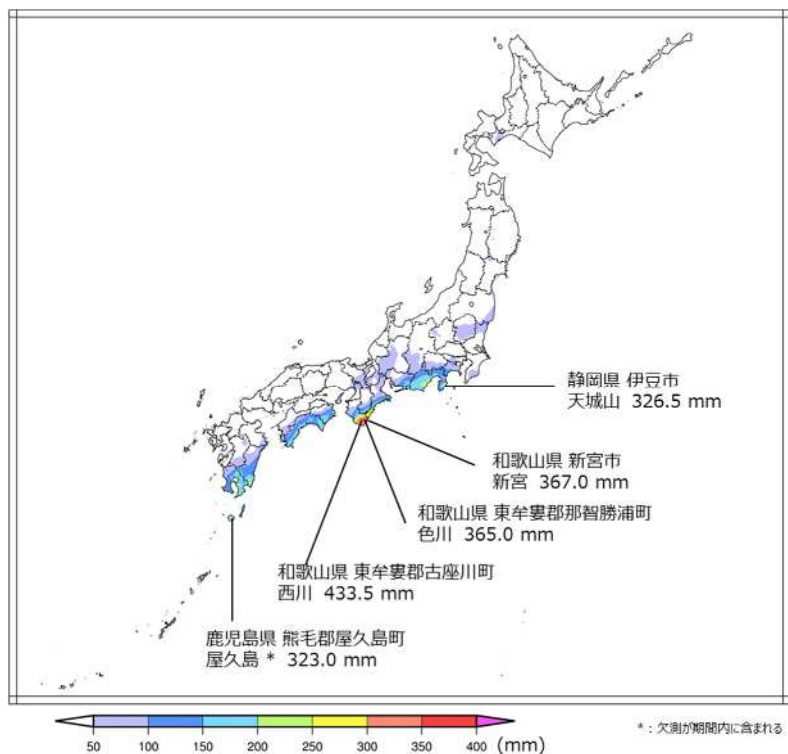 静岡県 伊豆市
天城山 326.5 mm
和歌山県 新宮市
新宮 367.0 mm
和歌山県 東牟婁郡那智勝浦町
色川 365.0 mm
和歌山県 東牟婁郡古座川町
西川 433.5 mm
鹿児島県 熊毛郡屋久島町
屋久島 * 323.0 mm
50 100 150 200 250 300 350 400 (mm)
*：欠測が期間内に含まれる